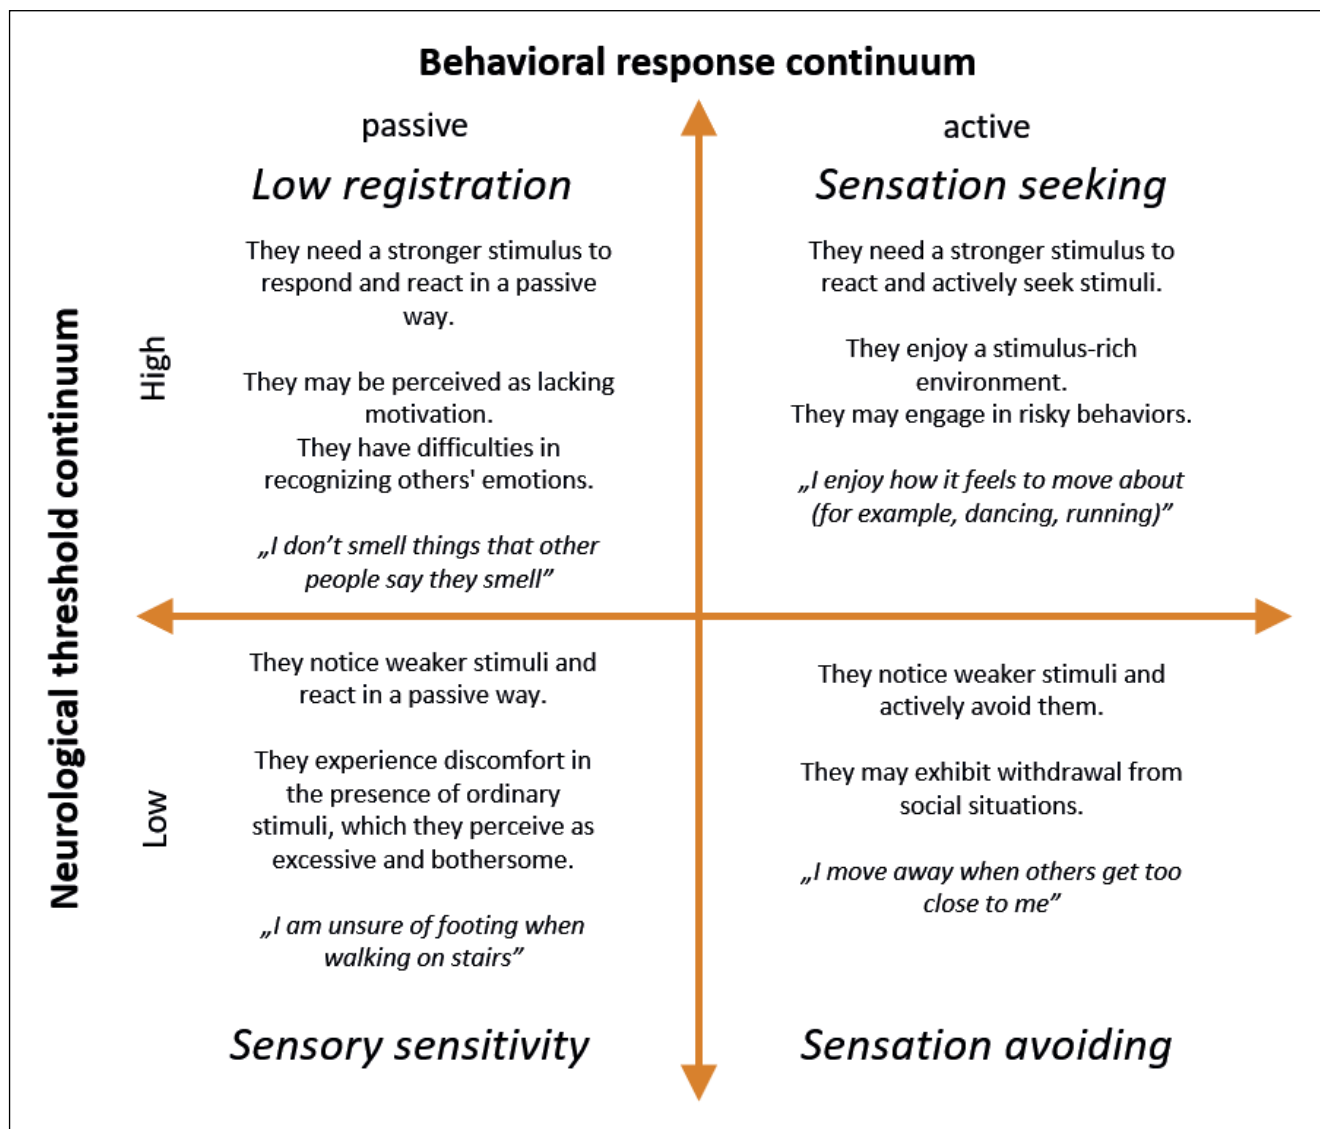 Behavioral response continuum
passive
active
Low registration
They need a stronger stimulus to
respond and react in a passive
way.
They may be perceived as lacking
motivation.
They have difficulties in
recognizing others' emotions.
„I don’t smell things that other
people say they smell”
Sensation seeking
They need a stronger stimulus to
react and actively seek stimuli.
They enjoy a stimulus-rich
environment.
They may engage in risky behaviors.
„I enjoy how it feels to move about
(for example, dancing, running)”
Neurological threshold continuum
High
Low
They notice weaker stimuli and
react in a passive way.
They experience discomfort in
the presence of ordinary
stimuli, which they perceive as
excessive and bothersome.
„I am unsure of footing when
walking on stairs”
Sensory sensitivity
They notice weaker stimuli and
actively avoid them.
They may exhibit withdrawal from
social situations.
„I move away when others get too
close to me”
Sensation avoiding